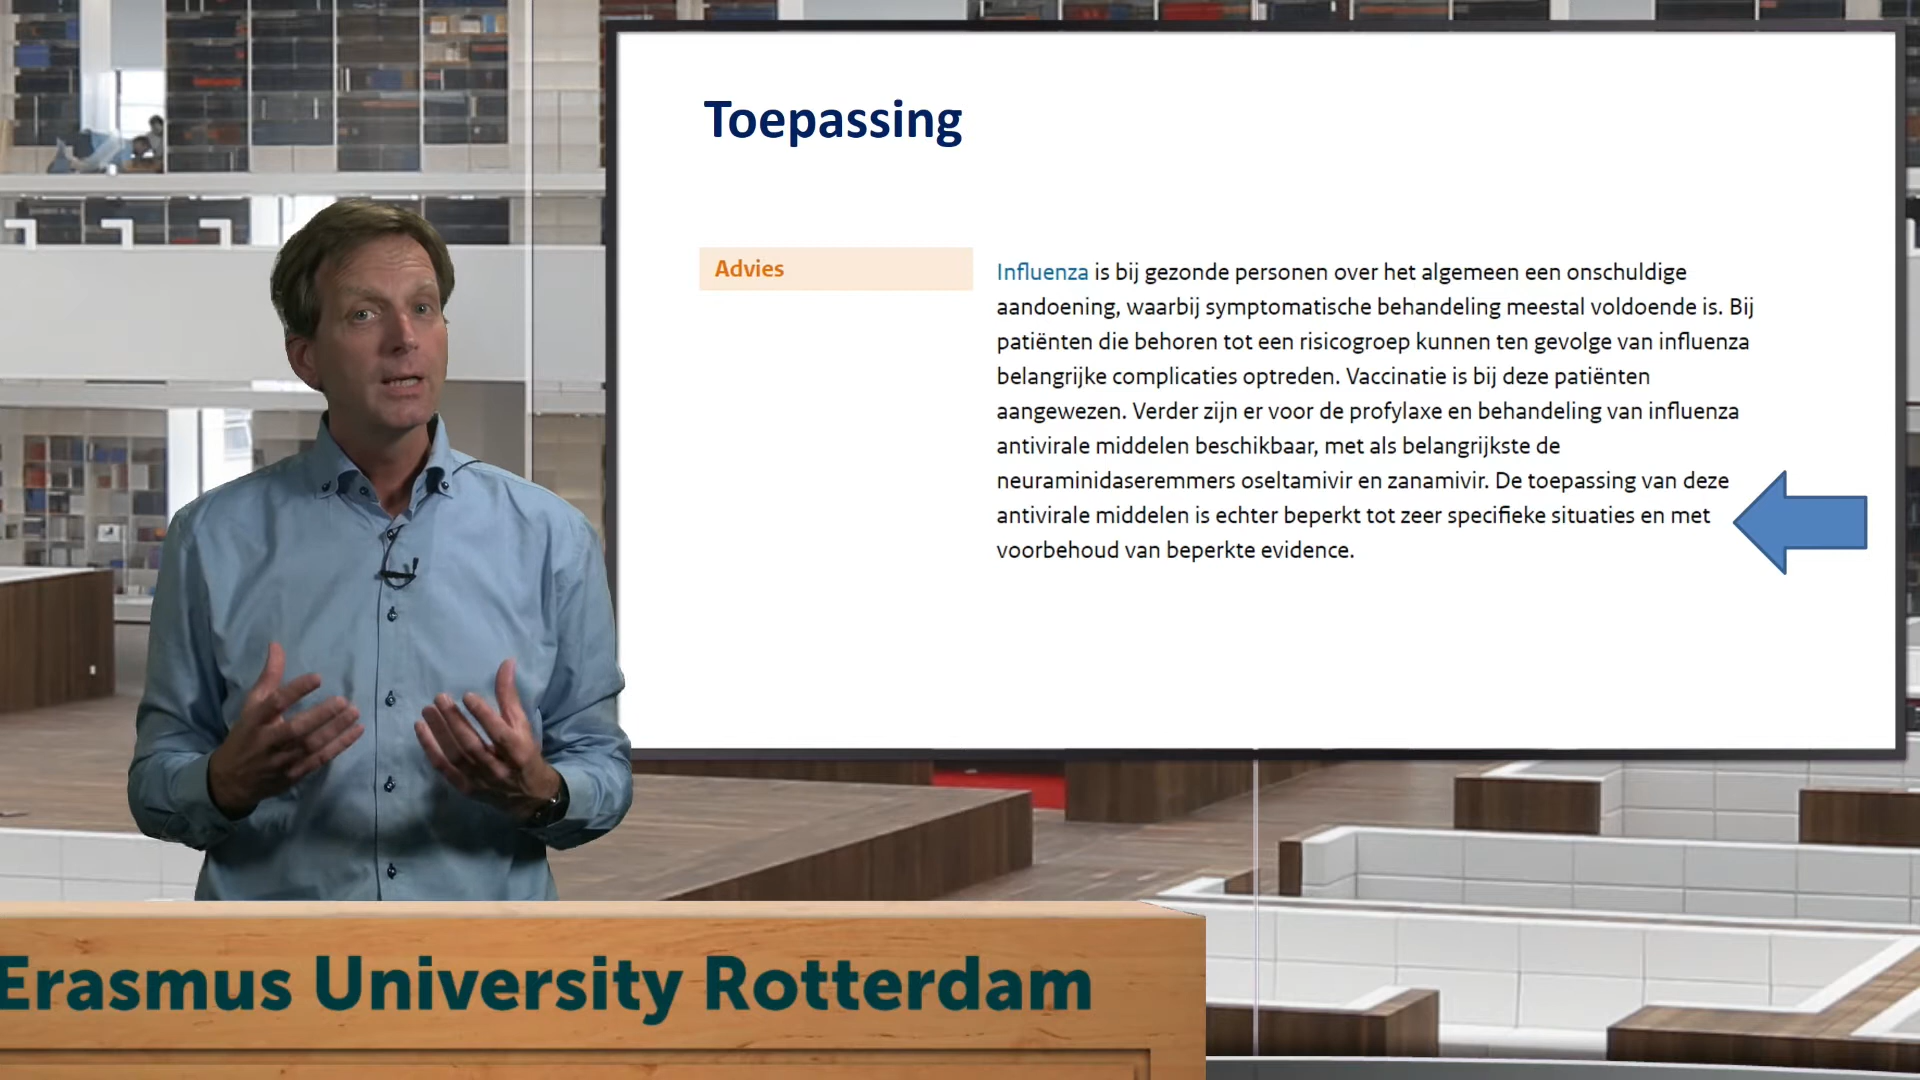 Toepassing
Advies
Influenza is bij gezonde personen over het algemeen een onschuldige
aandoening, waarbij symptomatische behandeling meestal voldoende is. Bij
patiënten die behoren tot een risicogroep kunnen ten gevolge van influenza
belangrijke complicaties optreden. Vaccinatie is bij deze patiënten
aangewezen. Verder zijn er voor de profylaxe en behandeling van influenza
antivirale middelen beschikbaar, met als belangrijkste de
neuraminidaseremmers oseltamivir en zanamivir. De toepassing van deze
antivirale middelen is echter beperkt tot zeer specifieke situaties en met
voorbehoud van beperkte evidence.
Erasmus University Rotterdam